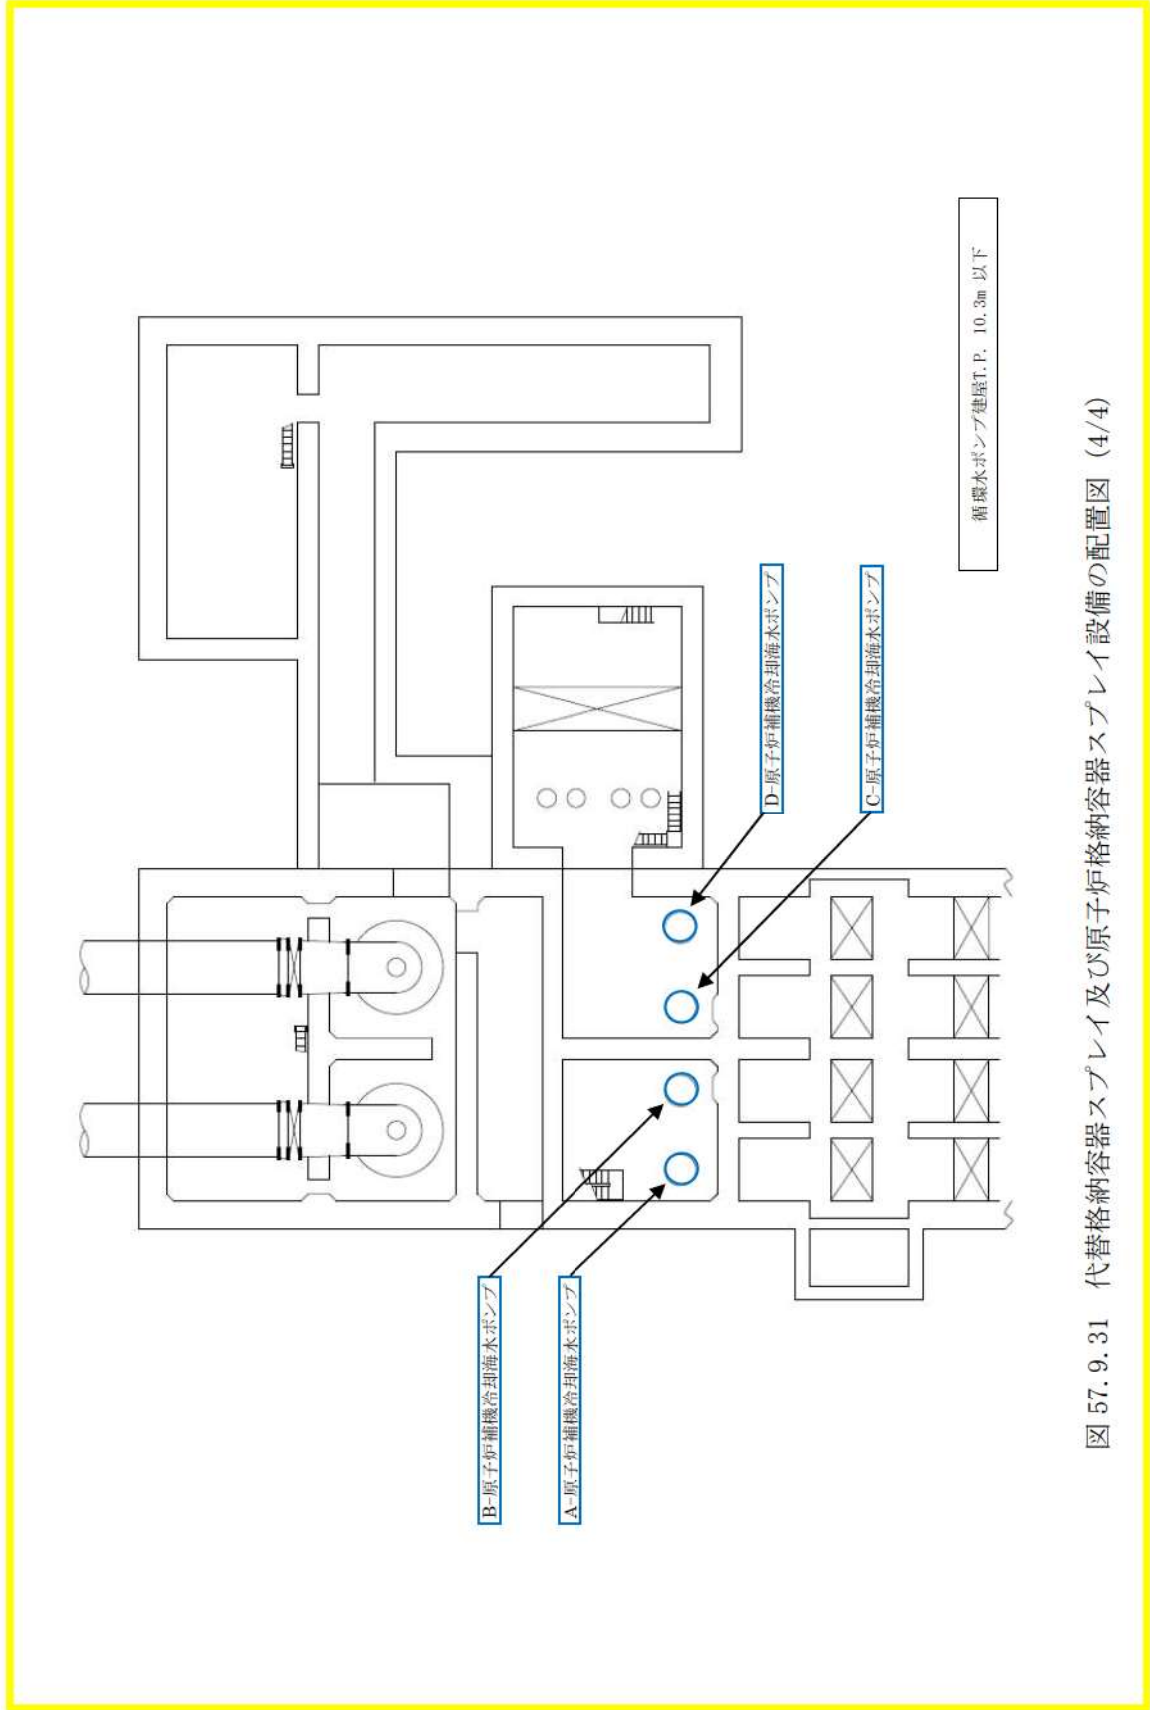 B-原子炉補機冷却海水ポンプ
A-原子炉補機冷却海水ポンプ
D-原子炉補機冷却海水ポンプ
C-原子炉補機冷却海水ポンプ
循環水ポンプ建屋T.P. 10.3m 以下
図 57.9.31 代替格納容器スプレイ及び原子炉格納容器スプレイ設備の配置図 (4/4)